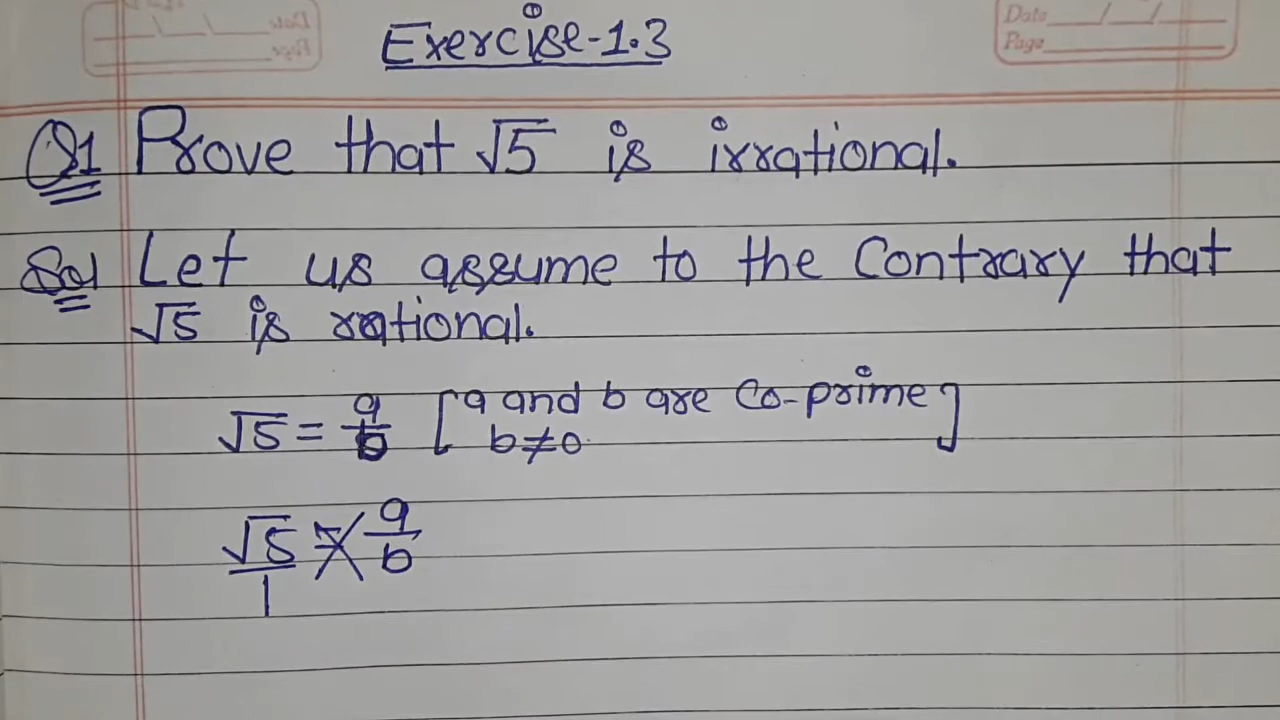 Date / /
Page
Exercise-1.3
Q1 Prove that √5 is irrational.
Sol Let us assume to the Contrary that
√5 is rational.
√5 = a/b [a and b are Co-prime]
b≠0
√5/1 = a/b